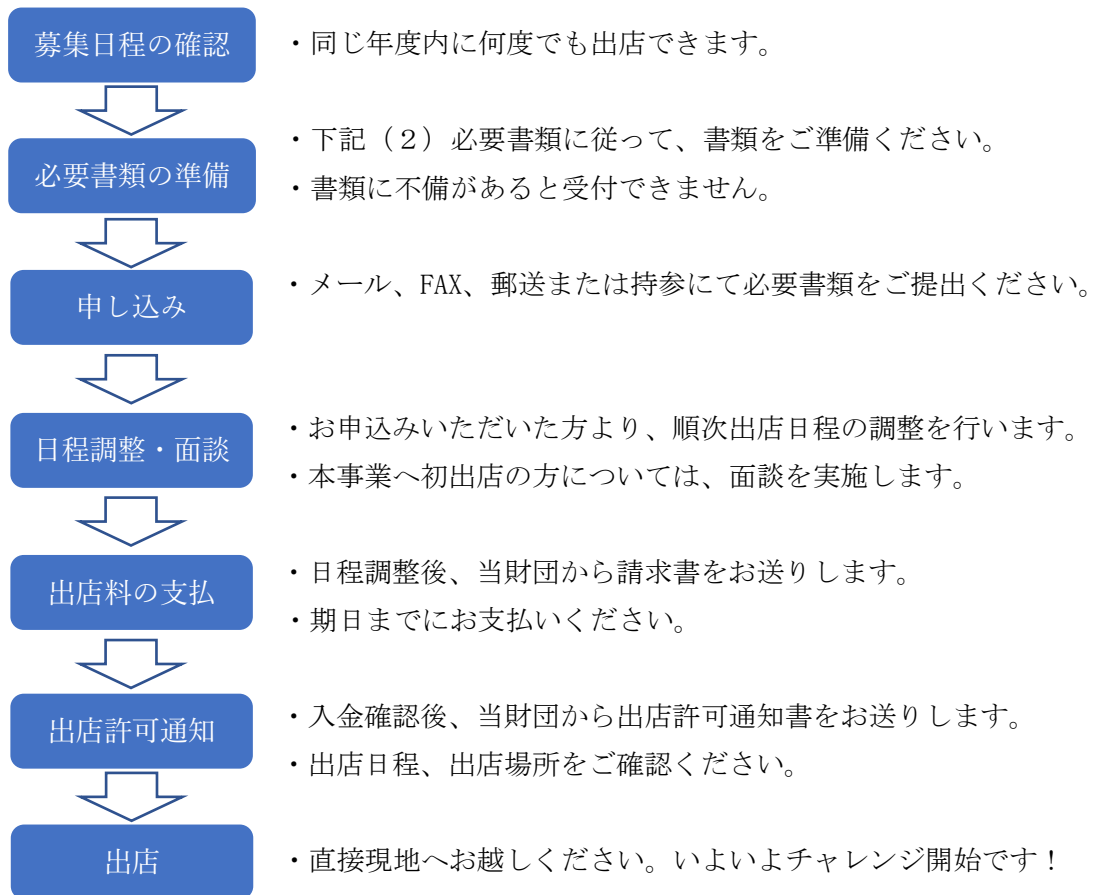 募集日程の確認
・同じ年度内に何度でも出店できます。
必要書類の準備
・下記（２）必要書類に従って、書類をご準備ください。
・書類に不備があると受付できません。
申し込み
・メール、FAX、郵送または持参にて必要書類をご提出ください。
日程調整・面談
・お申込みいただいた方より、順次出店日程の調整を行います。
・本事業へ初出店の方については、面談を実施します。
出店料の支払
・日程調整後、当財団から請求書をお送りします。
・期日までにお支払いください。
出店許可通知
・入金確認後、当財団から出店許可通知書をお送りします。
・出店日程、出店場所をご確認ください。
出店
・直接現地へお越しください。いよいよチャレンジ開始です！